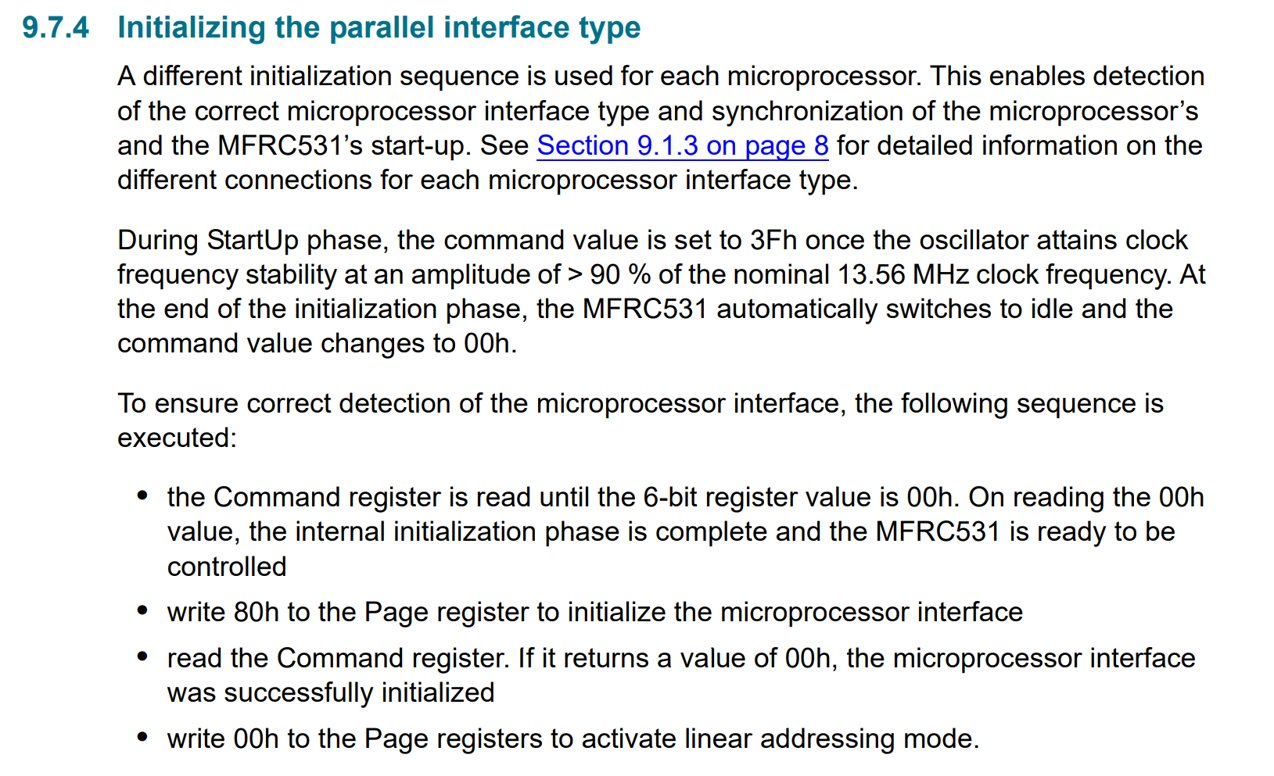 9.7.4 Initializing the parallel interface type
A different initialization sequence is used for each microprocessor. This enables detection
of the correct microprocessor interface type and synchronization of the microprocessor’s
and the MFRC531’s start-up. See Section 9.1.3 on page 8 for detailed information on the
different connections for each microprocessor interface type.
During StartUp phase, the command value is set to 3Fh once the oscillator attains clock
frequency stability at an amplitude of > 90 % of the nominal 13.56 MHz clock frequency. At
the end of the initialization phase, the MFRC531 automatically switches to idle and the
command value changes to 00h.
To ensure correct detection of the microprocessor interface, the following sequence is
executed:
• the Command register is read until the 6-bit register value is 00h. On reading the 00h
value, the internal initialization phase is complete and the MFRC531 is ready to be
controlled
• write 80h to the Page register to initialize the microprocessor interface
• read the Command register. If it returns a value of 00h, the microprocessor interface
was successfully initialized
• write 00h to the Page registers to activate linear addressing mode.